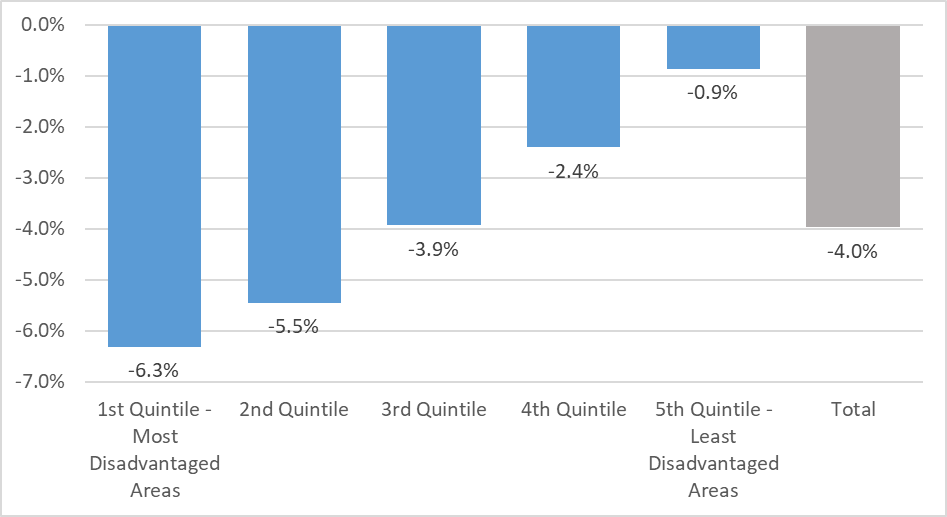 0.0%
-1.0%
-2.0%
-3.0%
-4.0%
-5.0%
-6.0%
-7.0%
-6.3%
-5.5%
-3.9%
-2.4%
-0.9%
-4.0%
1st Quintile -
Most
Disadvantaged
Areas
2nd Quintile
3rd Quintile
4th Quintile
5th Quintile -
Least
Disadvantaged
Areas
Total